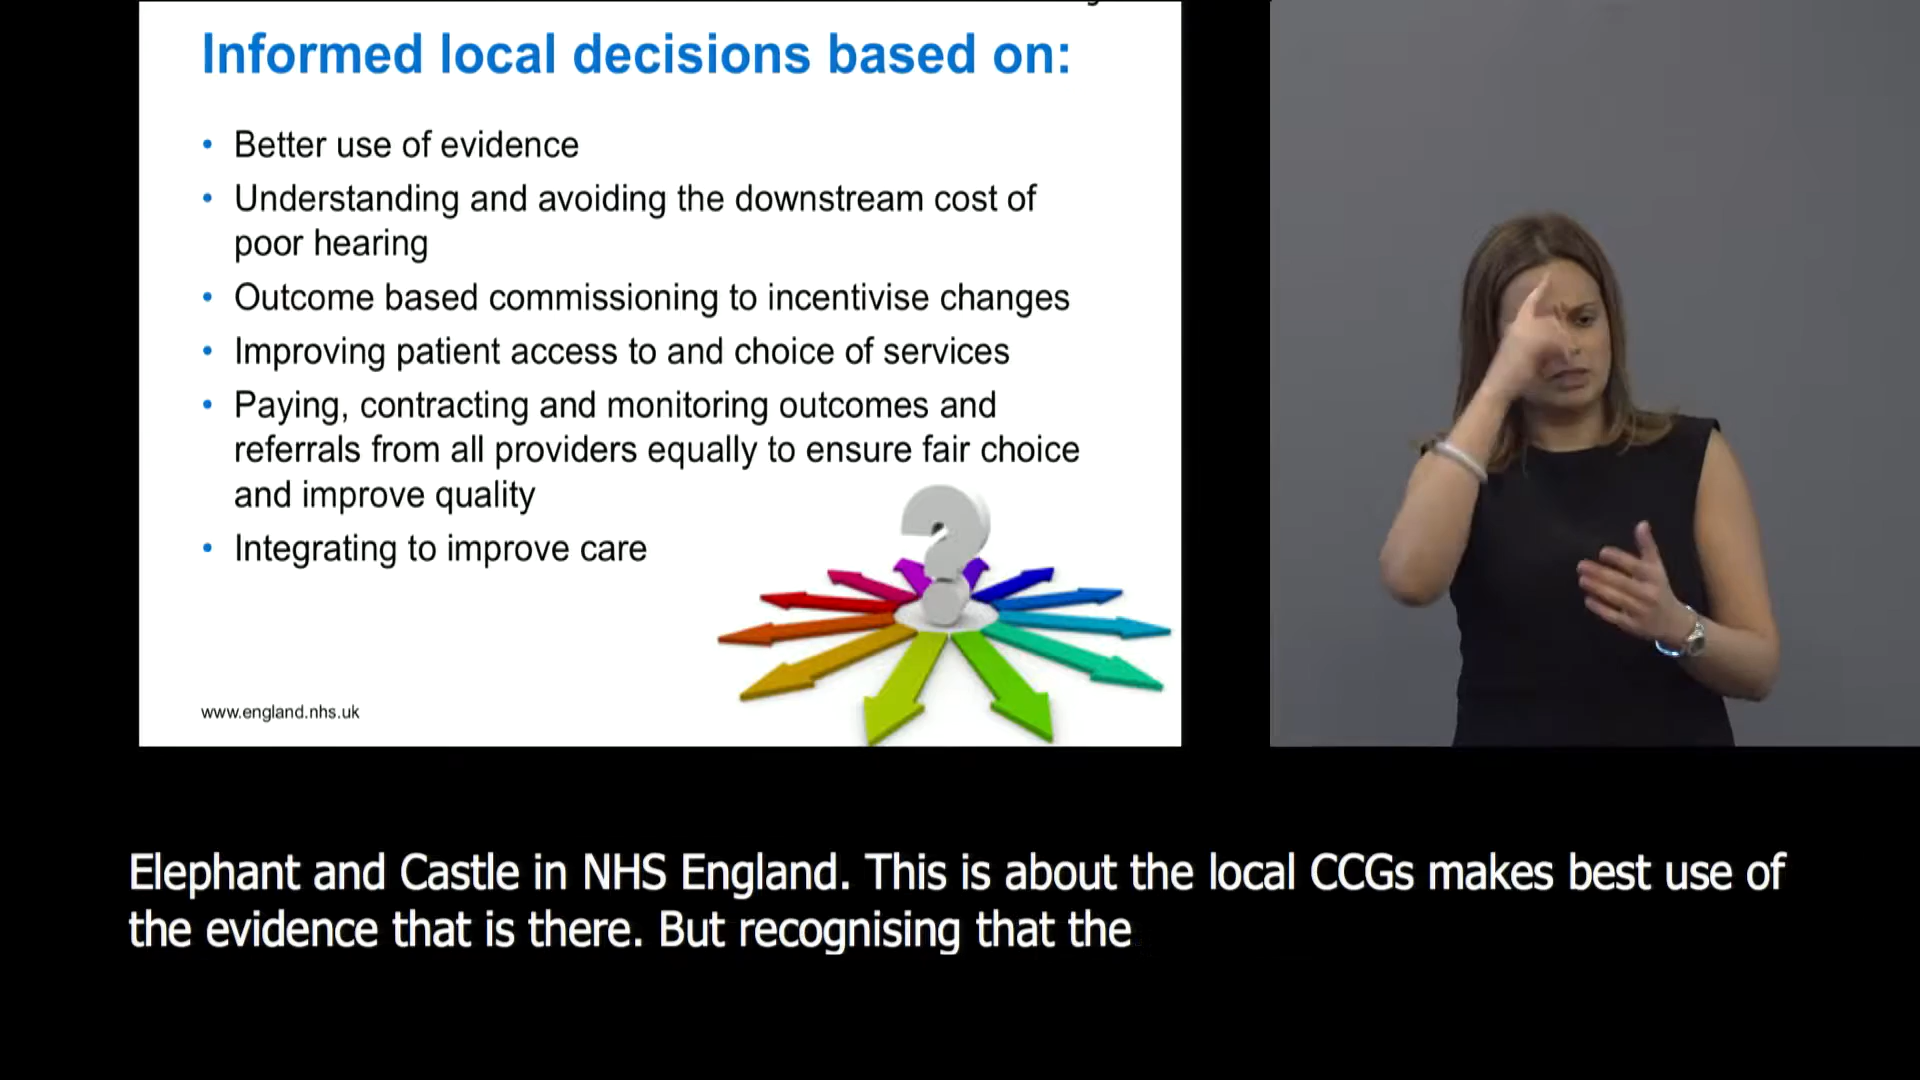 Informed local decisions based on:
• Better use of evidence
• Understanding and avoiding the downstream cost of
poor hearing
• Outcome based commissioning to incentivise changes
• Improving patient access to and choice of services
• Paying, contracting and monitoring outcomes and
referrals from all providers equally to ensure fair choice
and improve quality
• Integrating to improve care
?
www.england.nhs.uk
Elephant and Castle in NHS England. This is about the local CCGs makes best use of
the evidence that is there. But recognising that the